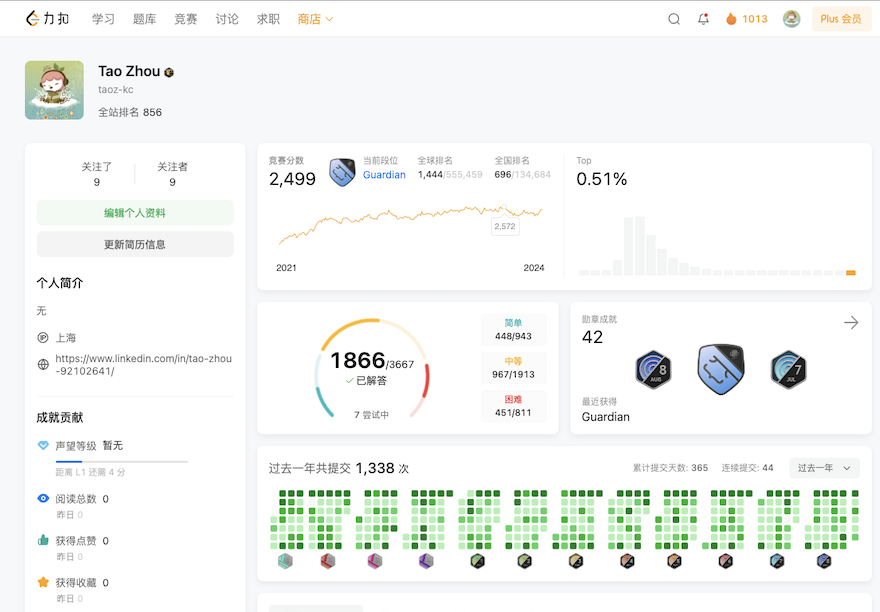 力扣 学习 题库 竞赛 讨论 求职 商店 1013 Plus 会员
Tao Zhou
taoz-kc
全站排名 856
关注了 关注者
9 9
编辑个人资料
更新简历信息
个人简介
无
上海
https://www.linkedin.com/in/tao-zhou
-92102641/
成就贡献
声望等级 暂无
距离 L1 还需 4 分
阅读总数 0
昨日 0
获得点赞 0
昨日 0
获得收藏 0
昨日 0
竞赛分数 当前段位 全球排名 全国排名
2,499 Guardian 1,444/555,459 696/134,684
2,572
2021 2024
Top
0.51%
1866/3667
已解答
7 尝试中
简单
448/943
中等
967/1913
困难
451/811
勋章成就
42
8
AUG
7
JUL
最近获得
Guardian
过去一年共提交 1,338 次 累计提交天数: 365 连续提交: 44 过去一年